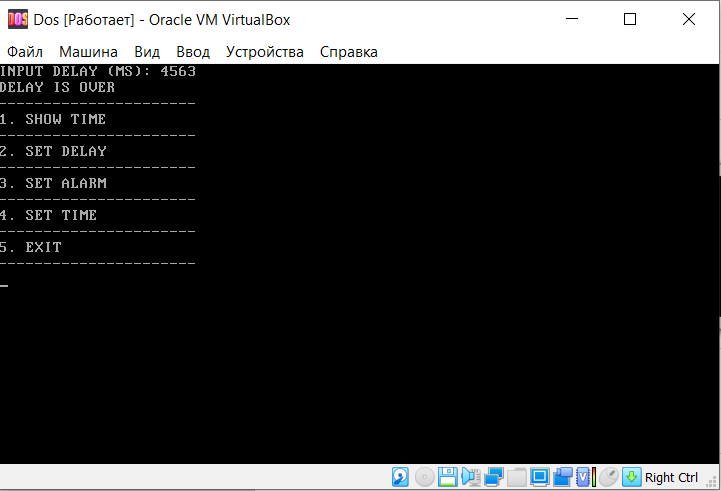 Dos [Работает] - Oracle VM VirtualBox
Файл Машина Вид Ввод Устройства Справка
INPUT DELAY (MS): 4563
DELAY IS OVER
----------------------
1. SHOW TIME
----------------------
2. SET DELAY
----------------------
3. SET ALARM
----------------------
4. SET TIME
----------------------
5. EXIT
----------------------
_
Right Ctrl